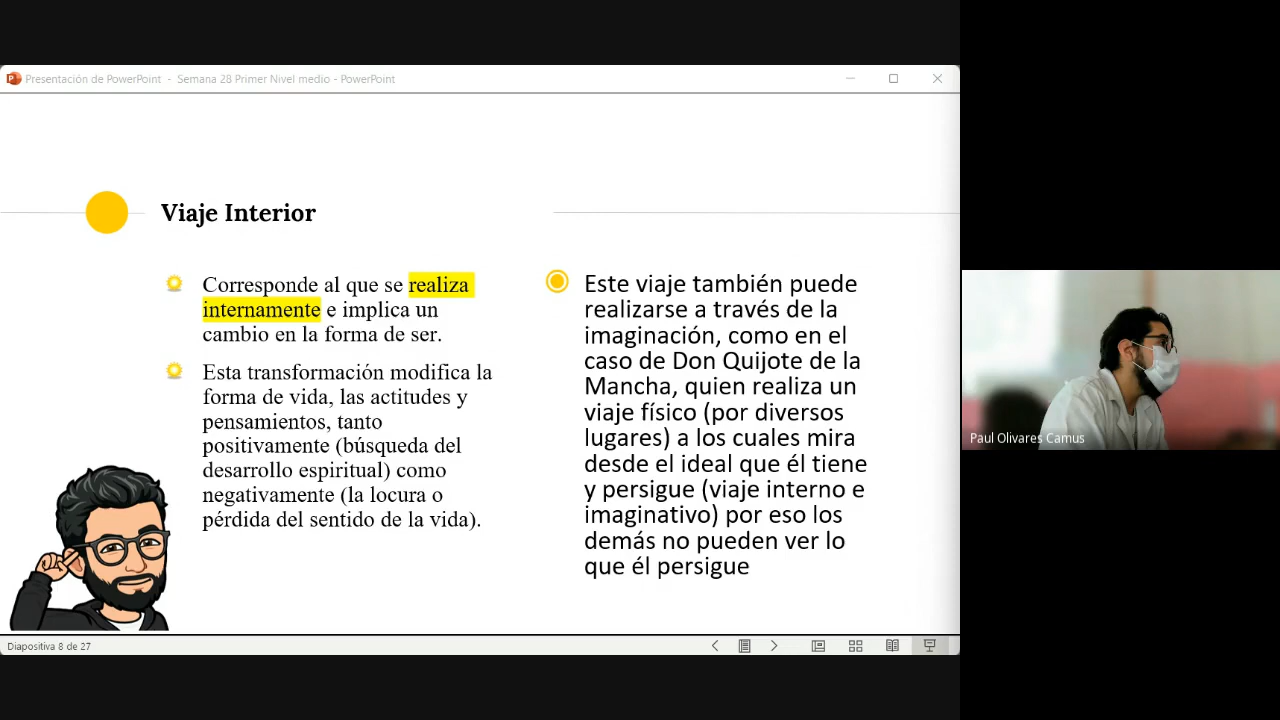 Presentación de PowerPoint - Semana 28 Primer Nivel medio - PowerPoint
Viaje Interior
Corresponde al que se realiza
internamente e implica un
cambio en la forma de ser.
Esta transformación modifica la
forma de vida, las actitudes y
pensamientos, tanto
positivamente (búsqueda del
desarrollo espiritual) como
negativamente (la locura o
pérdida del sentido de la vida).
Este viaje también puede
realizarse a través de la
imaginación, como en el
caso de Don Quijote de la
Mancha, quien realiza un
viaje físico (por diversos
lugares) a los cuales mira
desde el ideal que él tiene
y persigue (viaje interno e
imaginativo) por eso los
demás no pueden ver lo
que él persigue
Paul Olivares Camus
Diapositiva 8 de 27